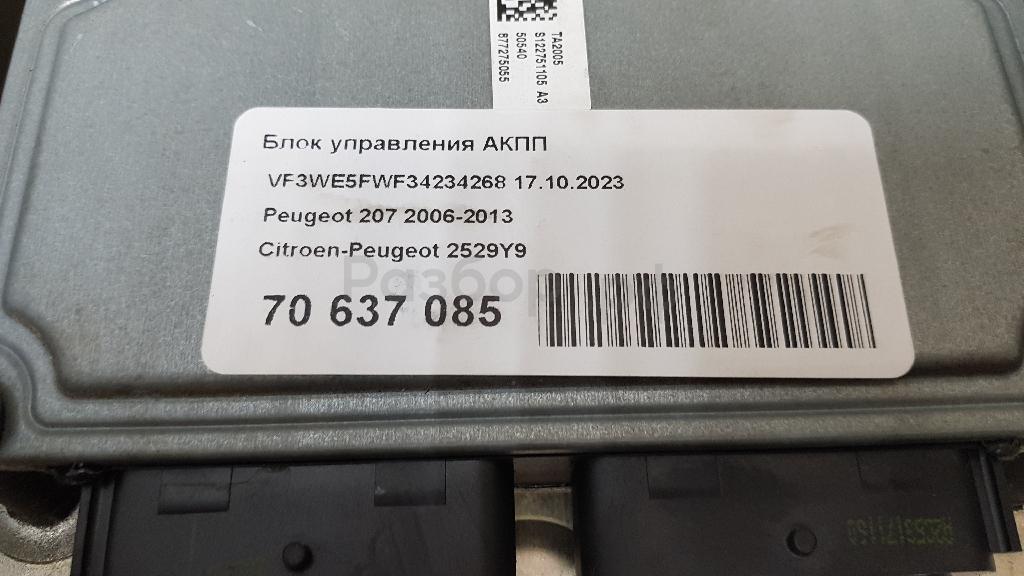 TA2005
S122751105 A3
50540
877275055
Блок управления АКПП
VF3WE5FWF34234268 17.10.2023
Peugeot 207 2006-2013
Citroen-Peugeot 2529Y9
70 637 085